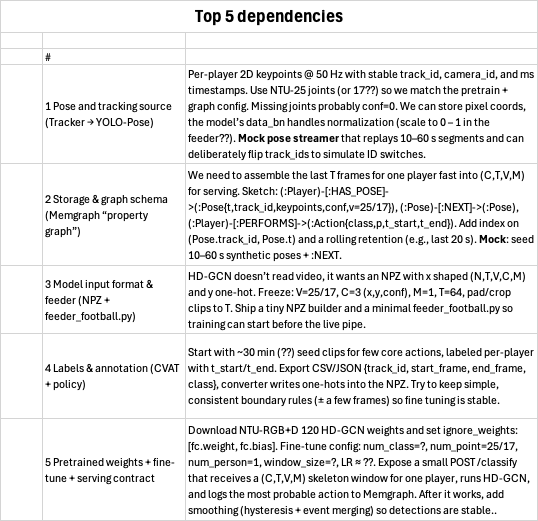 Top 5 dependencies
#
1 Pose and tracking source
(Tracker → YOLO-Pose)
Per-player 2D keypoints @ 50 Hz with stable track_id, camera_id, and ms
timestamps. Use NTU-25 joints (or 17??) so we match the pretrain +
graph config. Missing joints probably conf=0. We can store pixel coords,
the model's data_bn handles normalization (scale to 0 – 1 in the
feeder??). Mock pose streamer that replays 10–60 s segments and can
deliberately flip track_ids to simulate ID switches.
2 Storage & graph schema
(Memgraph "property
graph")
We need to assemble the last T frames for one player fast into (C,T,V,M)
for serving. Sketch: (:Player)-[:HAS_POSE]-
>(:Pose{t,track_id,keypoints,conf,v=25/17}), (:Pose)-[:NEXT]->(:Pose),
(:Player)-[:PERFORMS]->(:Action{class,p,t_start,t_end}). Add index on
(Pose.track_id, Pose.t) and a rolling retention (e.g., last 20 s). Mock: seed
10–60 s synthetic poses + :NEXT.
3 Model input format &
feeder (NPZ +
feeder_football.py)
HD-GCN doesn't read video, it wants an NPZ with x shaped (N,T,V,C,M)
and y one-hot. Freeze: V=25/17, C=3 (x,y,conf), M=1, T=64, pad/crop
clips to T. Ship a tiny NPZ builder and a minimal feeder_football.py so
training can start before the live pipe.
4 Labels & annotation (CVAT
+ policy)
Start with ~30 min (??) seed clips for few core actions, labeled per-player
with t_start/t_end. Export CSV/JSON {track_id, start_frame, end_frame,
class}, converter writes one-hots into the NPZ. Try to keep simple,
consistent boundary rules (± a few frames) so fine tuning is stable.
5 Pretrained weights + fine-
tune + serving contract
Download NTU-RGB+D 120 HD-GCN weights and set ignore_weights:
[fc.weight, fc.bias]. Fine-tune config: num_class=?, num_point=25/17,
num_person=1, window_size=?, LR ≈ ??. Expose a small POST /classify
that receives a (C,T,V,M) skeleton window for one player, runs HD-GCN,
and logs the most probable action to Memgraph. After it works, add
smoothing (hysteresis + event merging) so detections are stable..